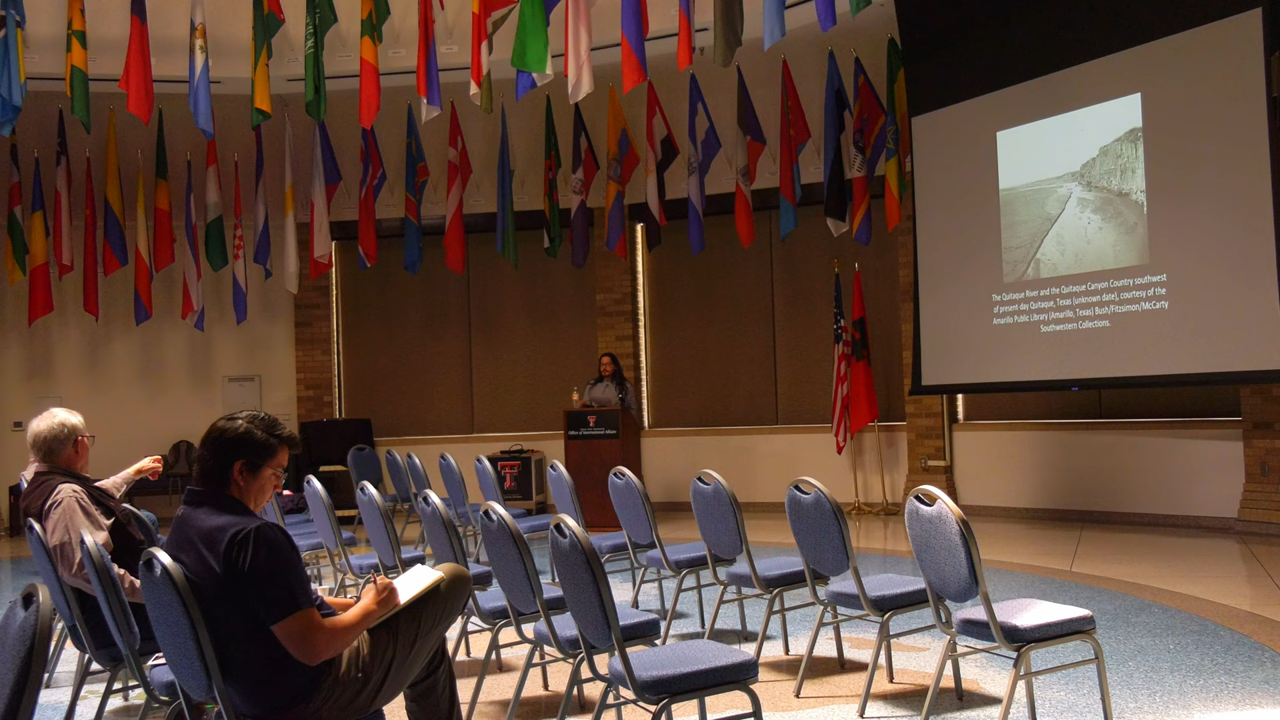 The Quitaque River and the Quitaque Canyon Country southwest
of present-day Quitaque, Texas (unknown date), courtesy of the
Amarillo Public Library (Amarillo, Texas) Bush/Fitzsimon/McCarty
Southwestern Collections.
Office of International Affairs